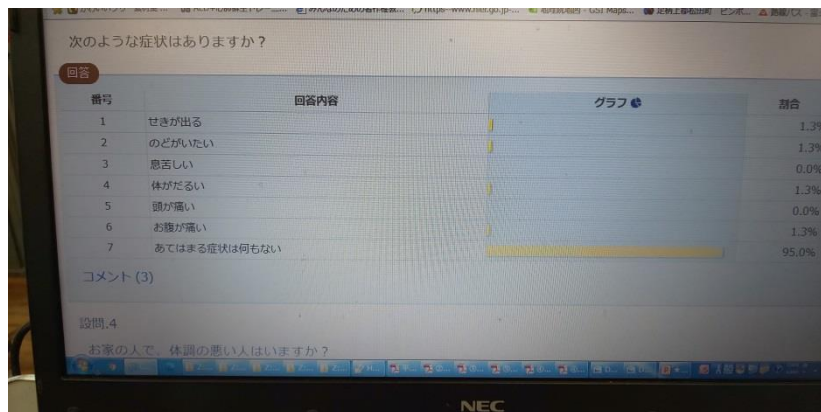 次のような症状はありますか？
回答
番号 回答内容 グラフ 割合
1 せきが出る 1.3%
2 のどがいたい 1.3%
3 息苦しい 0.0%
4 体がだるい 1.3%
5 頭が痛い 0.0%
6 お腹が痛い 1.3%
7 あてはまる症状は何もない 95.0%
コメント (3)
設問.4
お家の人で、体調の悪い人はいますか？
NEC